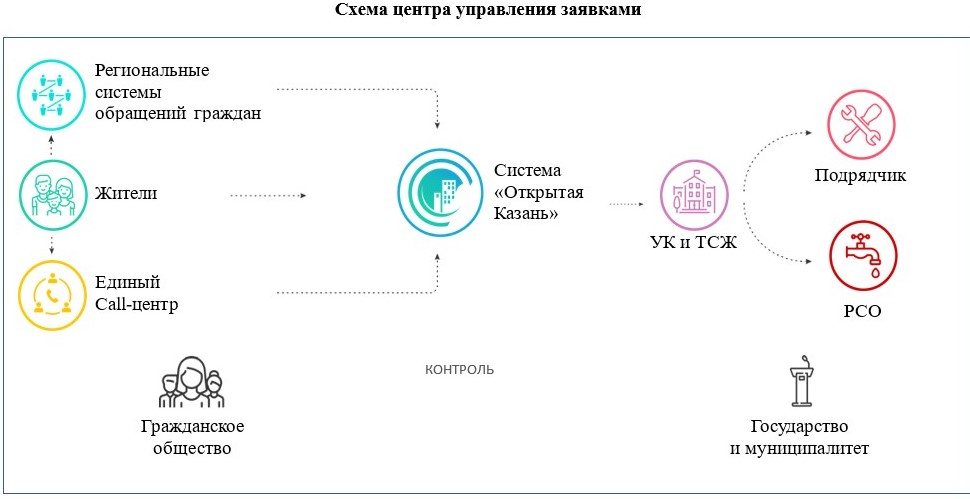 Схема центра управления заявками
Региональные
системы
обращений граждан
Жители
Единый
Call-центр
Система
«Открытая
Казань»
УК и ТСЖ
Подрядчик
РСО
КОНТРОЛЬ
Гражданское
общество
Государство
и муниципалитет